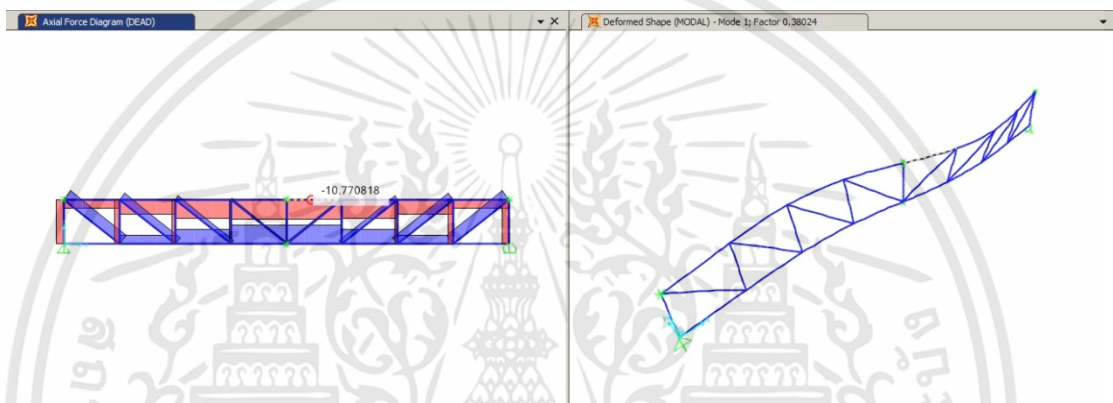 Axial Force Diagram (DEAD)
Deformed Shape (MODAL) - Mode 1; Factor 0.38024
-10.770818